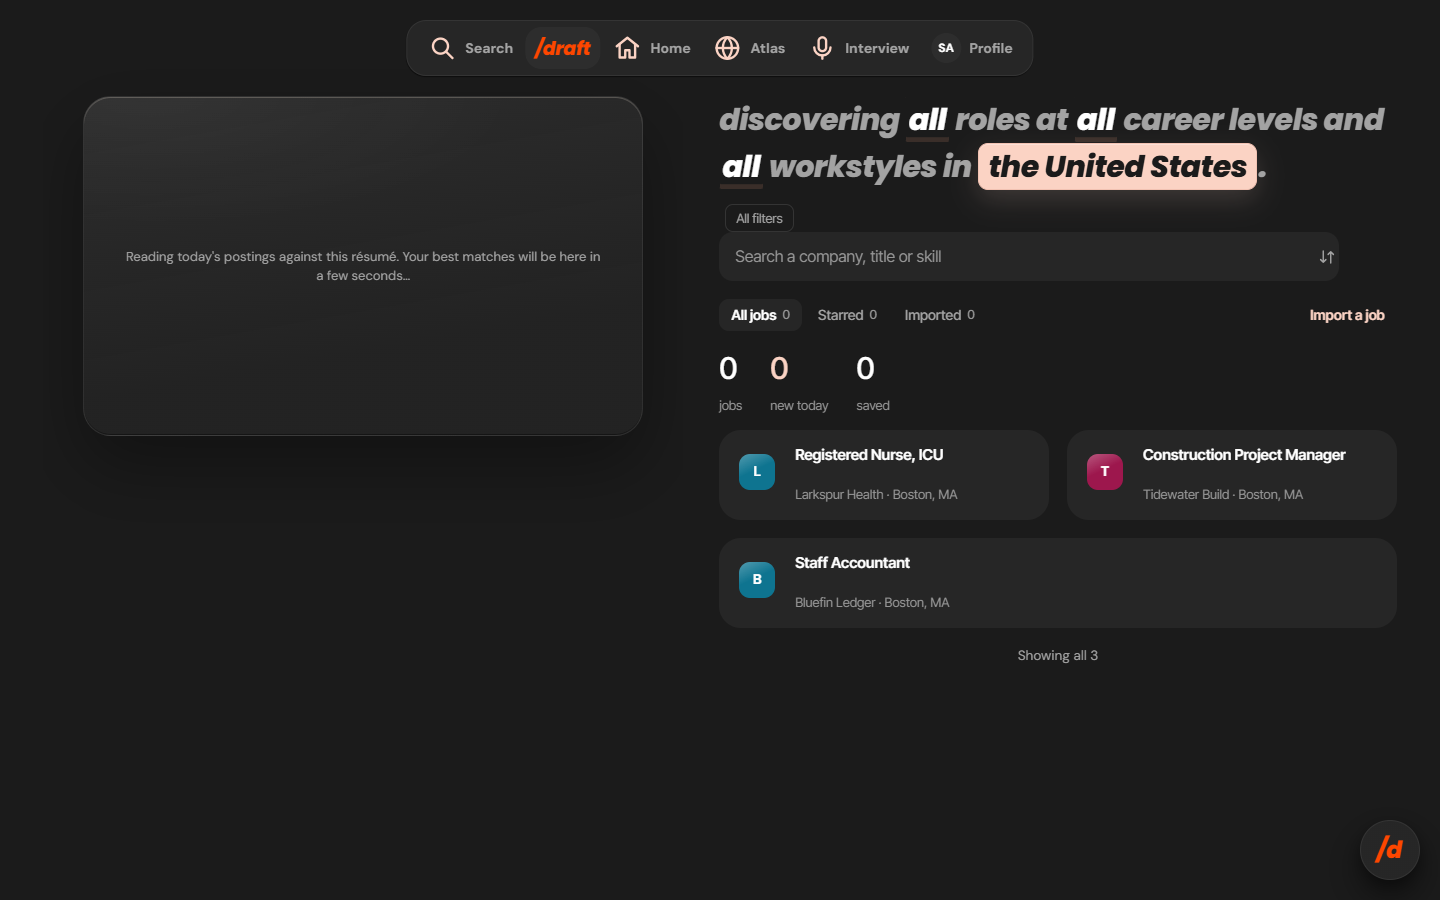 Search
/draft
Home
Atlas
Interview
SA
Profile
Reading today's postings against this résumé. Your best matches will be here in
a few seconds...
discovering all roles at all career levels and
all workstyles in the United States.
All filters
Search a company, title or skill
All jobs 0
Starred 0
Imported 0
Import a job
0
jobs
0
new today
0
saved
L
Registered Nurse, ICU
Larkspur Health · Boston, MA
T
Construction Project Manager
Tidewater Build · Boston, MA
B
Staff Accountant
Bluefin Ledger · Boston, MA
Showing all 3
/d